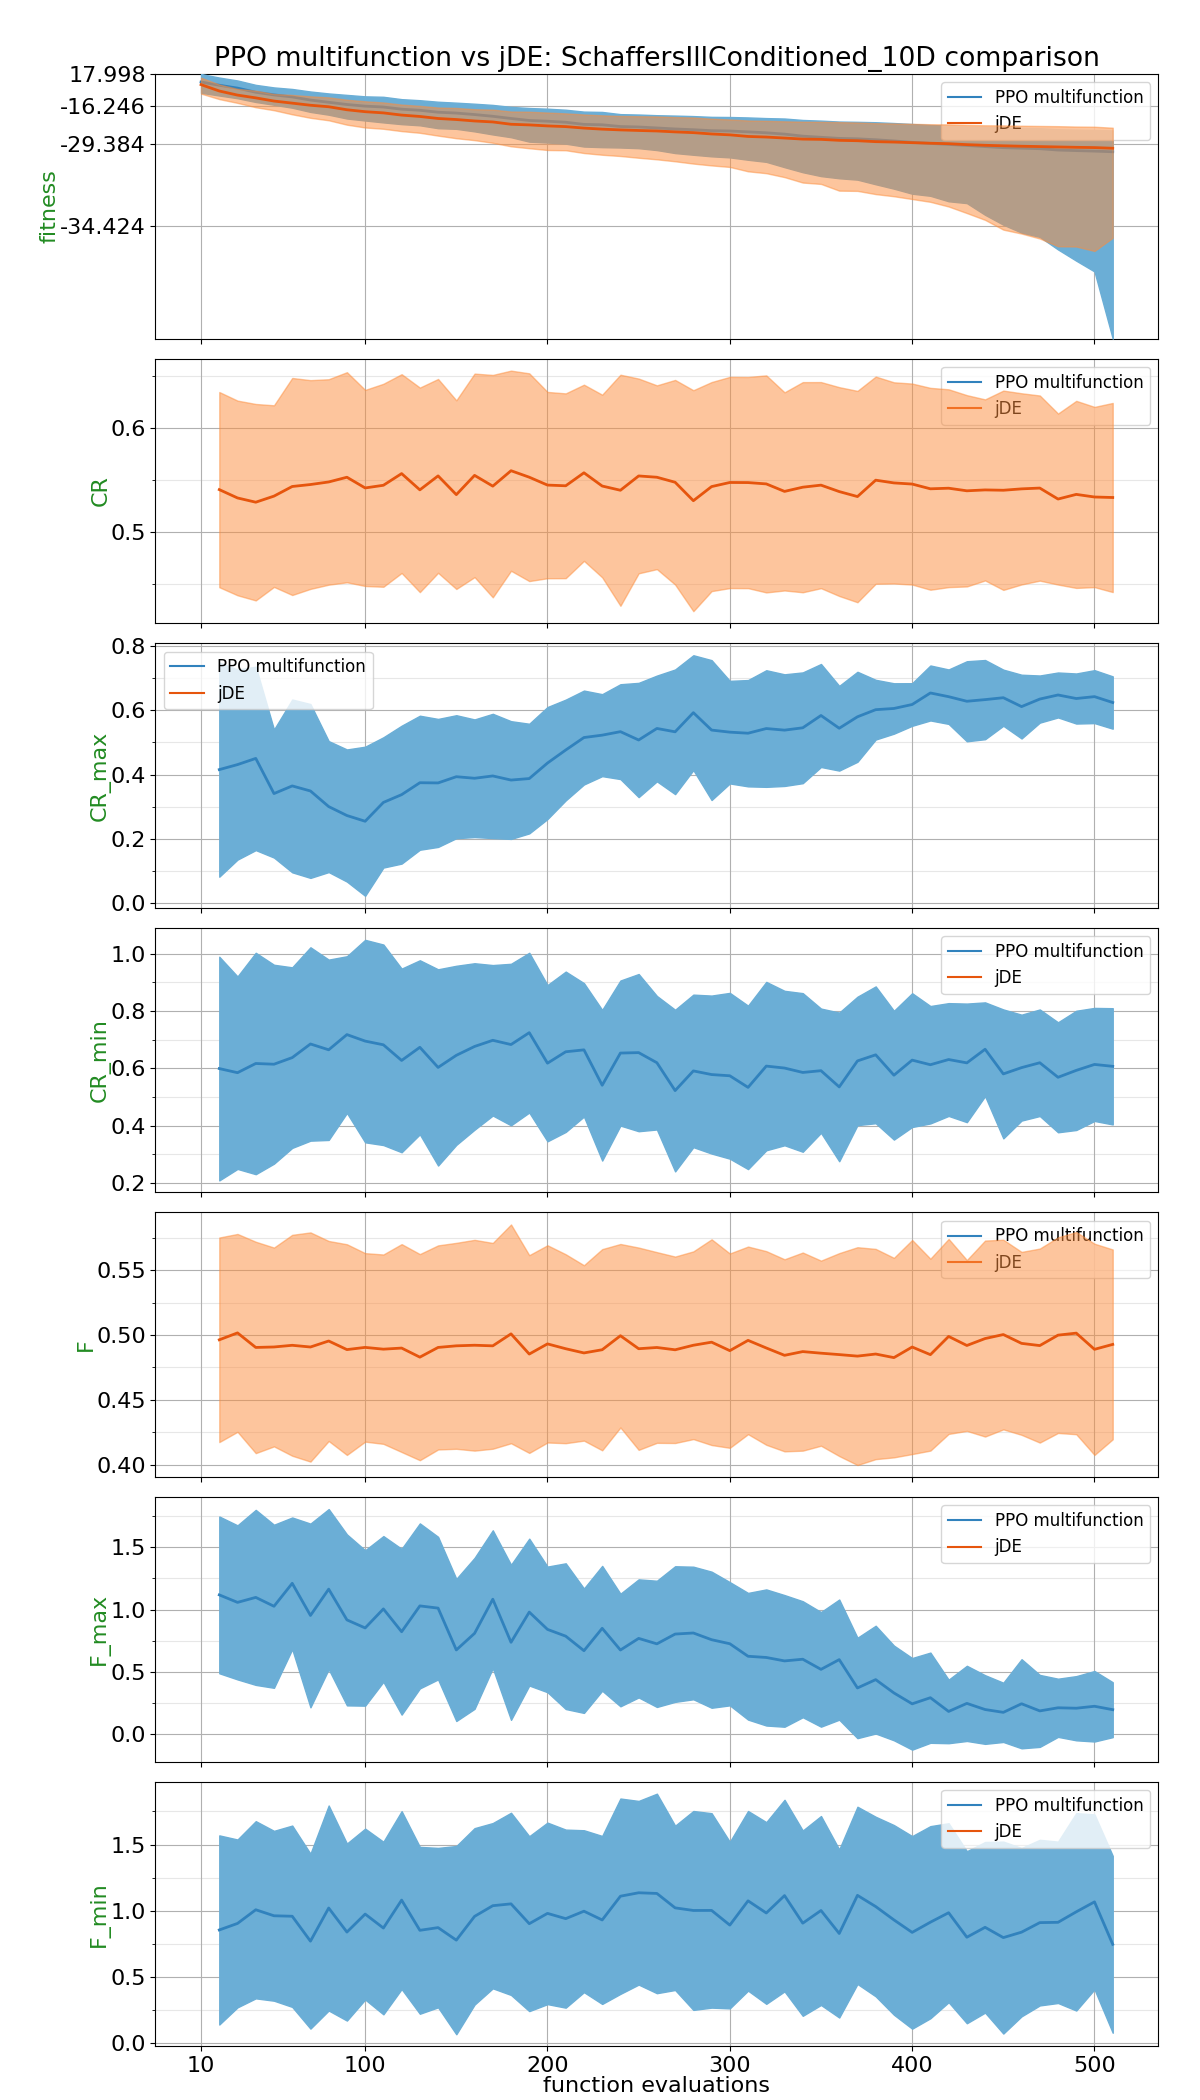 PPO multifunction vs jDE: SchaffersIllConditioned_10D comparison
17.998
-16.246
-29.384
-34.424
fitness
PPO multifunction
jDE
0.6
0.5
CR
PPO multifunction
jDE
0.8
0.6
0.4
0.2
0.0
CR_max
PPO multifunction
jDE
1.0
0.8
0.6
0.4
0.2
CR_min
PPO multifunction
jDE
0.55
0.50
0.45
0.40
F
PPO multifunction
jDE
1.5
1.0
0.5
0.0
F_max
PPO multifunction
jDE
1.5
1.0
0.5
0.0
F_min
PPO multifunction
jDE
10 100 200 300 400 500
function evaluations